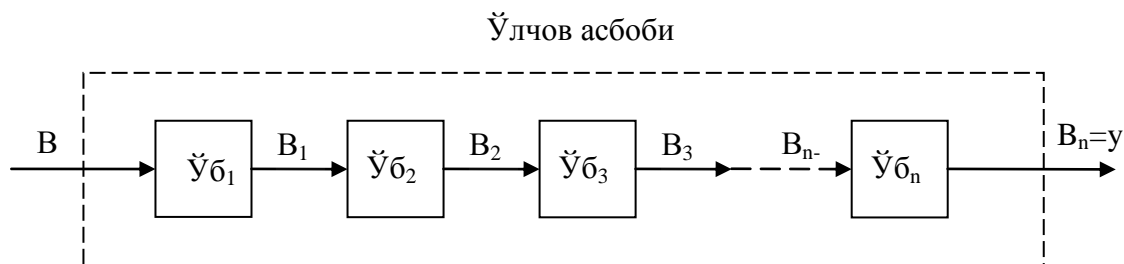 Ўлчов асбоби
B B₁ B₂ B₃ Bₙ₋ Bₙ=y
Ўб₁ Ўб₂ Ўб₃ Ўбₙ